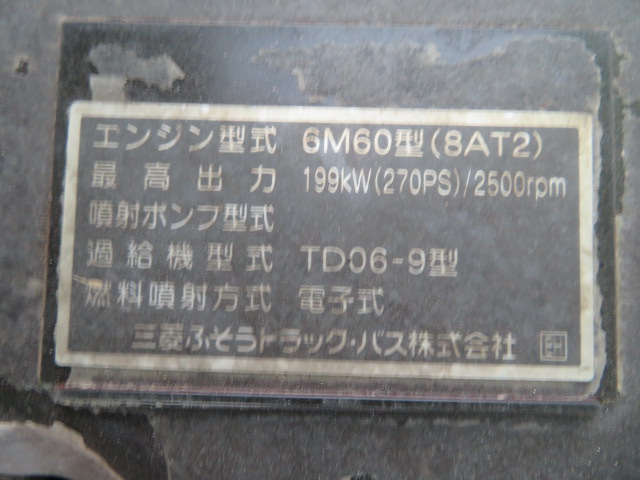 エンジン型式 6M60型(8AT2)
最高出力 199kW(270PS)/2500rpm
噴射ポンプ型式
過給機型式 TD06-9型
燃料噴射方式 電子式
三菱ふそうトラック・バス株式会社